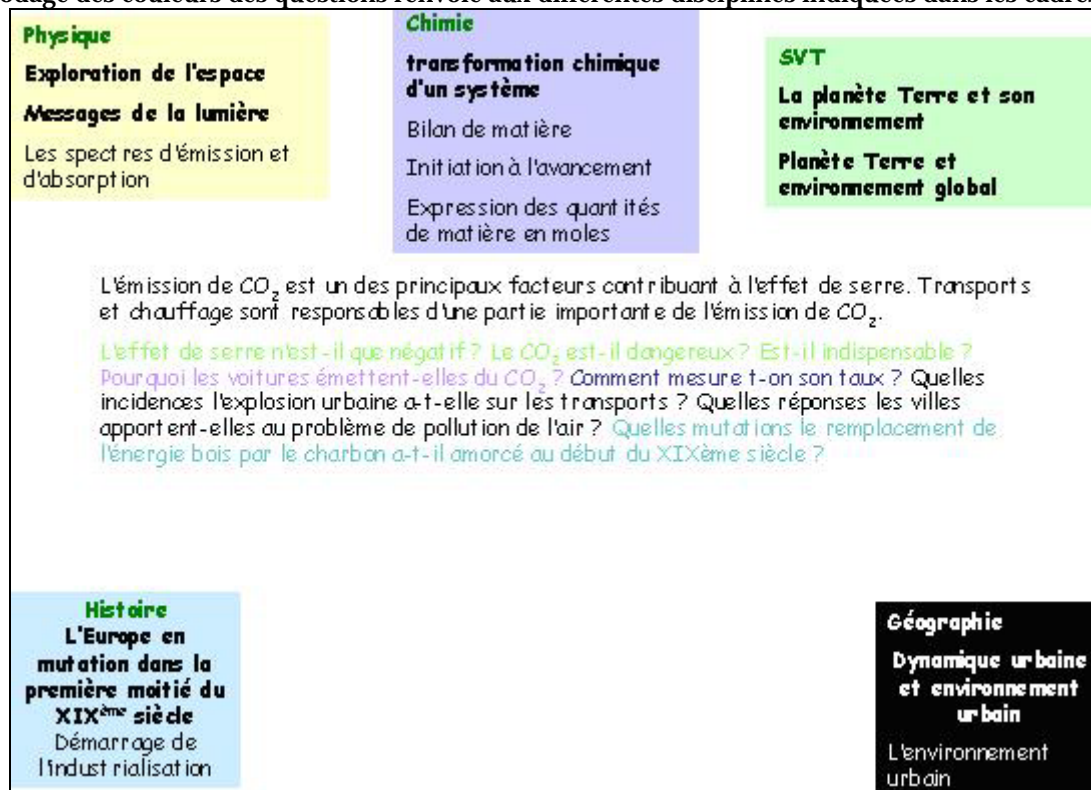 codage des couleurs des questions renvoie aux différentes disciplines indiquées dans les cadres
Physique
Exploration de l'espace
Messages de la lumière
Les spectres d'émission et
d'absorption
Chimie
transformation chimique
d'un système
Bilan de matière
Initiation à l'avancement
Expression des quantités
de matière en moles
SVT
La planète Terre et son
environnement
Planète Terre et
environnement global
L'émission de CO₂ est un des principaux facteurs contribuant à l'effet de serre. Transports
et chauffage sont responsables d'une partie importante de l'émission de CO₂.
L'effet de serre n'est-il que négatif ? Le CO₂ est-il dangereux ? Est-il indispensable ?
Pourquoi les voitures émettent-elles du CO₂ ? Comment mesure t-on son taux ? Quelles
incidences l'explosion urbaine a-t-elle sur les transports ? Quelles réponses les villes
apportent-elles au problème de pollution de l'air ? Quelles mutations le remplacement de
l'énergie bois par le charbon a-t-il amorcé au début du XIXème siècle ?
Histoire
L'Europe en
mutation dans la
première moitié du
XIXème siècle
Démarrage de
l'industrialisation
Géographie
Dynamique urbaine
et environnement
urbain
L'environnement
urbain